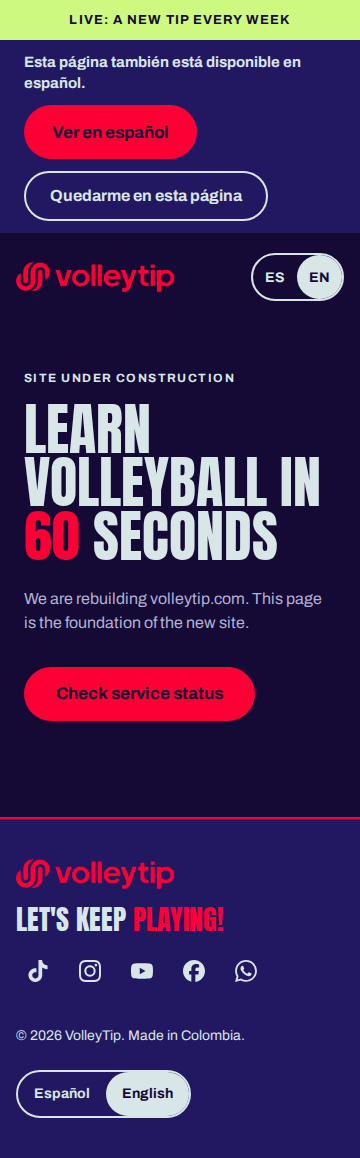 LIVE: A NEW TIP EVERY WEEK
Esta página también está disponible en
español.
Ver en español
Quedarme en esta página
volleytip
ES EN
SITE UNDER CONSTRUCTION
LEARN
VOLLEYBALL IN
60 SECONDS
We are rebuilding volleytip.com. This page
is the foundation of the new site.
Check service status
volleytip
LET'S KEEP PLAYING!
© 2026 VolleyTip. Made in Colombia.
Español English